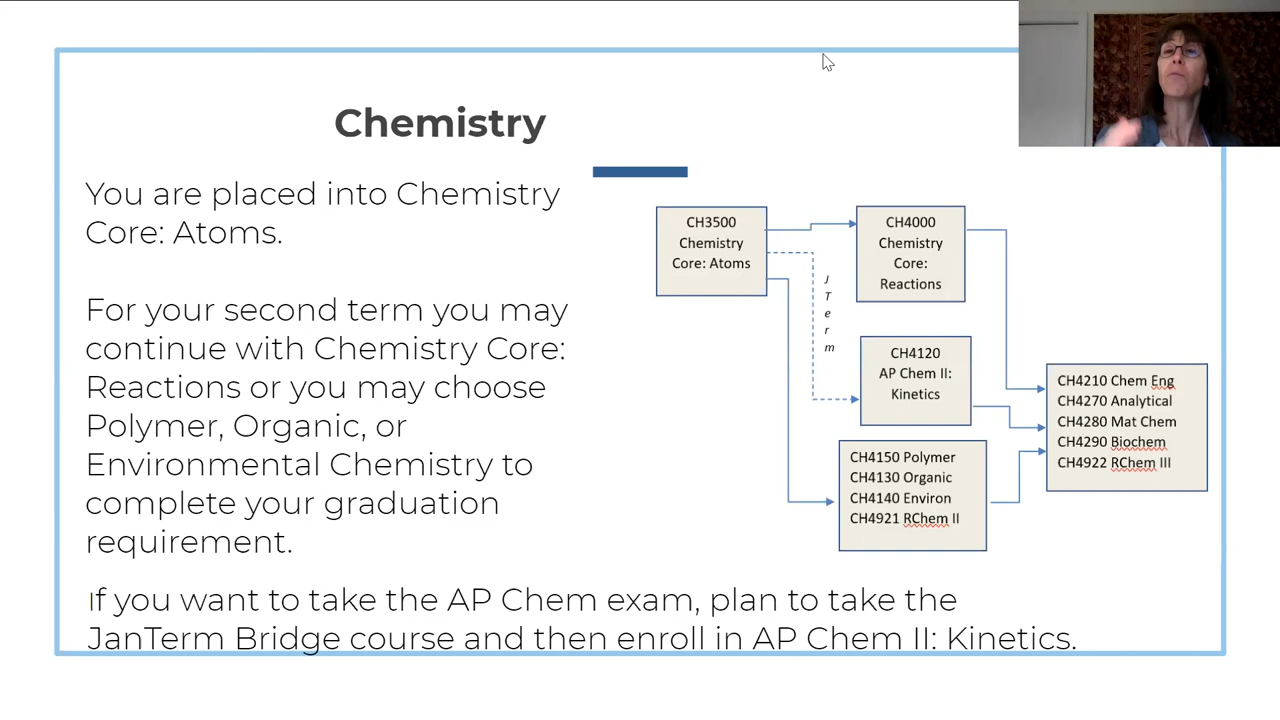 Chemistry
You are placed into Chemistry
Core: Atoms.
For your second term you may
continue with Chemistry Core:
Reactions or you may choose
Polymer, Organic, or
Environmental Chemistry to
complete your graduation
requirement.
If you want to take the AP Chem exam, plan to take the
JanTerm Bridge course and then enroll in AP Chem II: Kinetics.
CH3500
Chemistry
Core: Atoms
CH4000
Chemistry
Core:
Reactions
J
T
e
r
m
CH4120
AP Chem II:
Kinetics
CH4150 Polymer
CH4130 Organic
CH4140 Environ
CH4921 RChem II
CH4210 Chem Eng
CH4270 Analytical
CH4280 Mat Chem
CH4290 Biochem
CH4922 RChem III